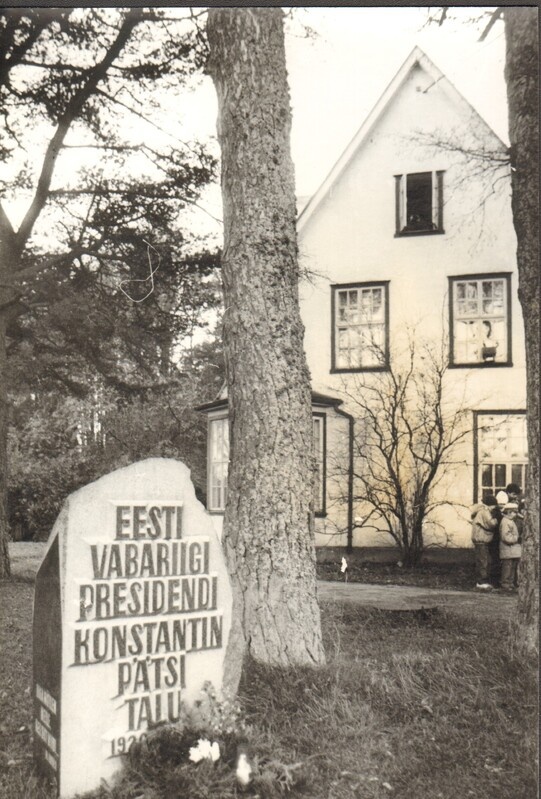 EESTI
VABARIIGI
PRESIDENDI
KONSTANTIN
PÄTSI
TALU